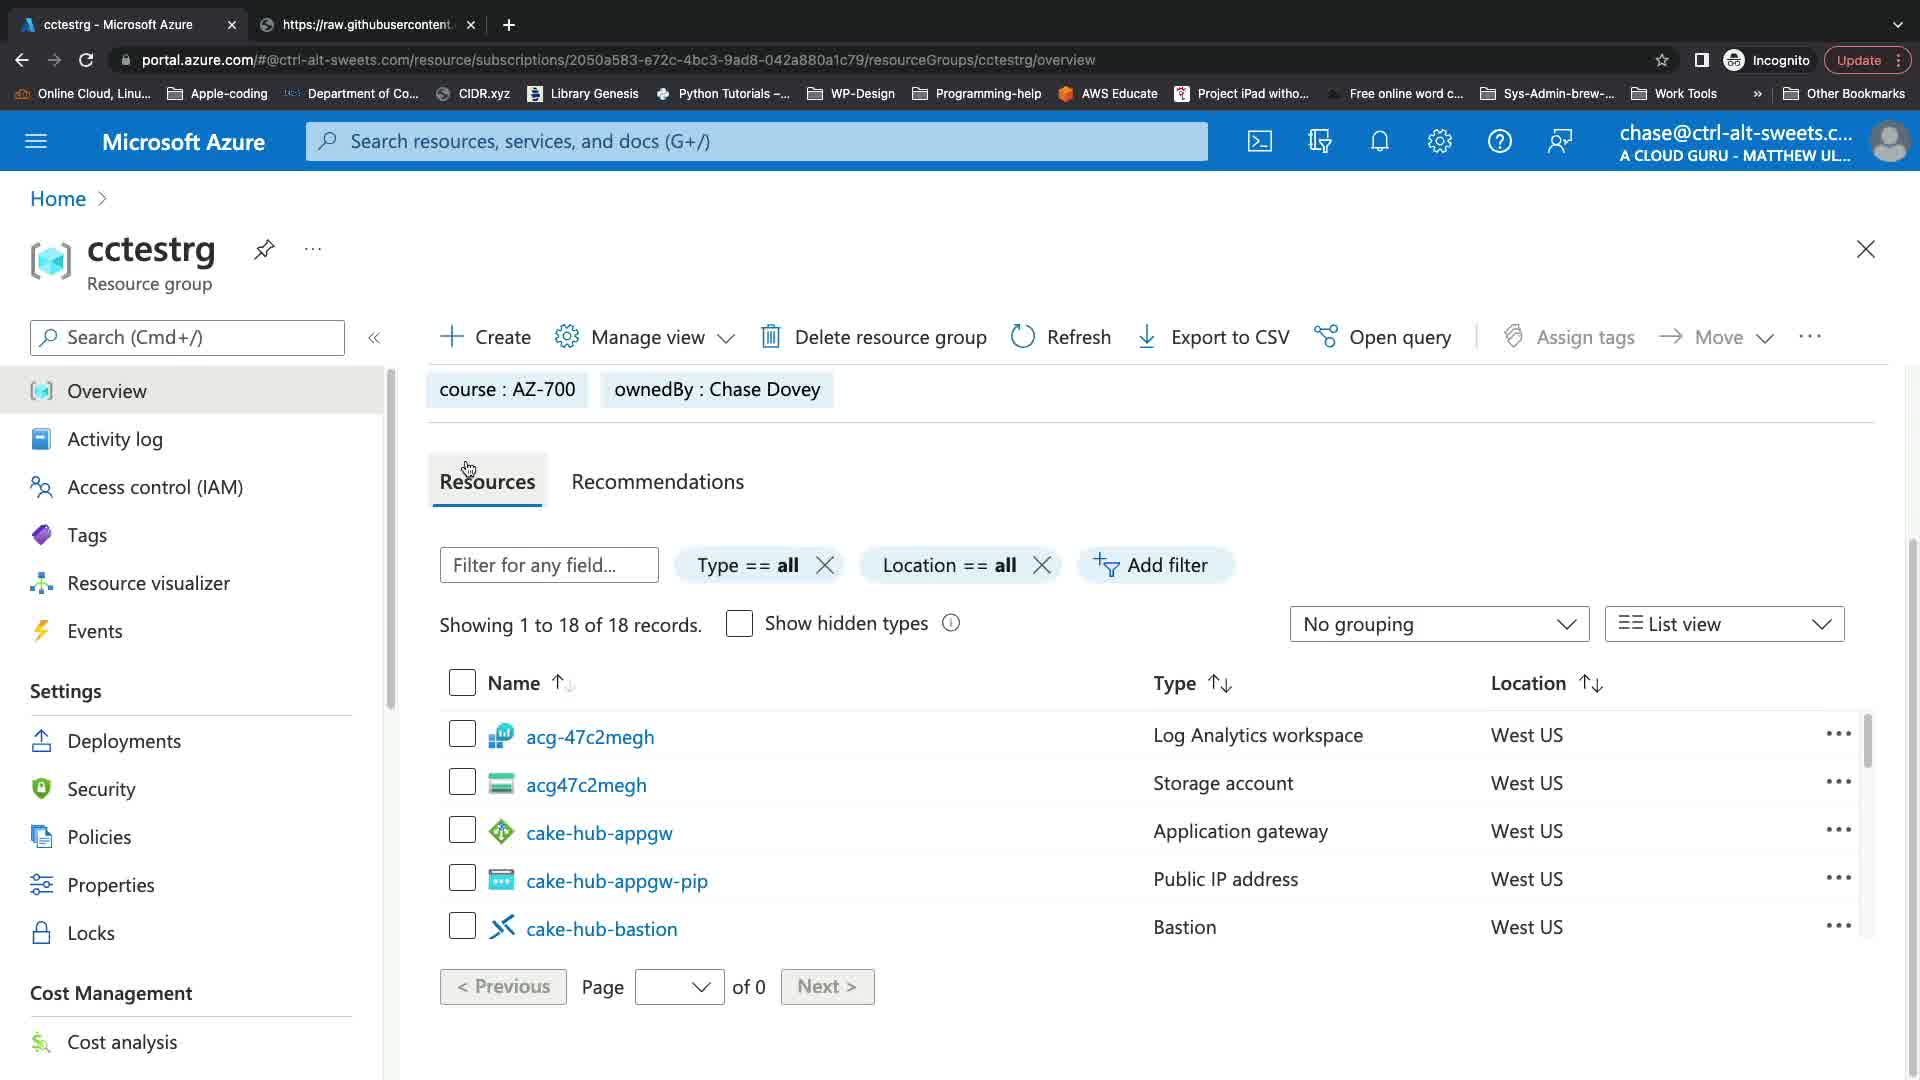 cctestrg - Microsoft Azure
https://raw.githubusercontent.
portal.azure.com/#@ctrl-alt-sweets.com/resource/subscriptions/2050a583-e72c-4bc3-9ad8-042a880a1c79/resourceGroups/cctestrg/overview
Incognito
Update
Online Cloud, Linu...
Apple-coding
Department of Co...
CIDR.xyz
Library Genesis
Python Tutorials –...
WP-Design
Programming-help
AWS Educate
Project iPad witho...
Free online word c...
Sys-Admin-brew-...
Work Tools
»
Other Bookmarks
Microsoft Azure
Search resources, services, and docs (G+/)
chase@ctrl-alt-sweets.c...
A CLOUD GURU - MATTHEW UL...
Home >
cctestrg
Resource group
Search (Cmd+/)
«
Create
Manage view
Delete resource group
Refresh
Export to CSV
Open query
Assign tags
Move
Overview
Activity log
Access control (IAM)
Tags
Resource visualizer
Events
Settings
Deployments
Security
Policies
Properties
Locks
Cost Management
Cost analysis
course : AZ-700
ownedBy : Chase Dovey
Resources
Recommendations
Filter for any field...
Type == all
Location == all
Add filter
Showing 1 to 18 of 18 records.
Show hidden types
No grouping
List view
Name Type Location
acg-47c2megh Log Analytics workspace West US
acg47c2megh Storage account West US
cake-hub-appgw Application gateway West US
cake-hub-appgw-pip Public IP address West US
cake-hub-bastion Bastion West US
< Previous Page of 0 Next >